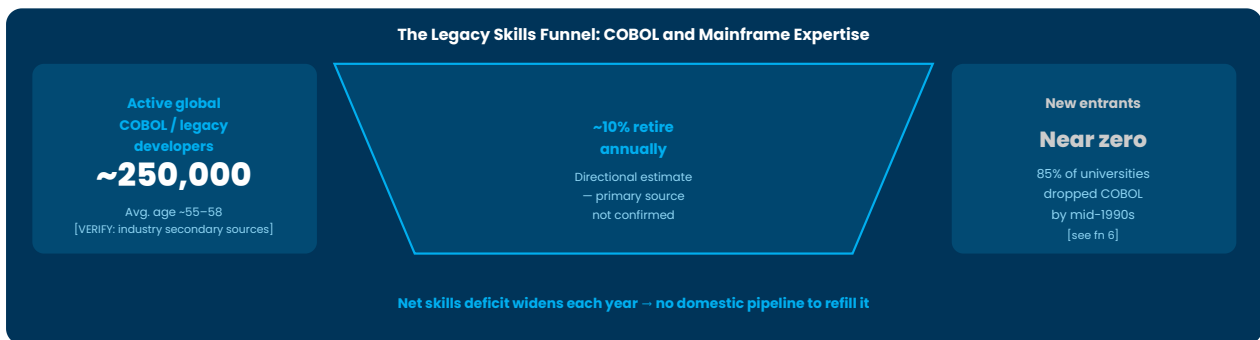 The Legacy Skills Funnel: COBOL and Mainframe Expertise
Active global
COBOL / legacy
developers
~250,000
Avg. age ~55–58
[VERIFY: industry secondary sources]
~10% retire
annually
Directional estimate
— primary source
not confirmed
New entrants
Near zero
85% of universities
dropped COBOL
by mid-1990s
[see fn 6]
Net skills deficit widens each year → no domestic pipeline to refill it